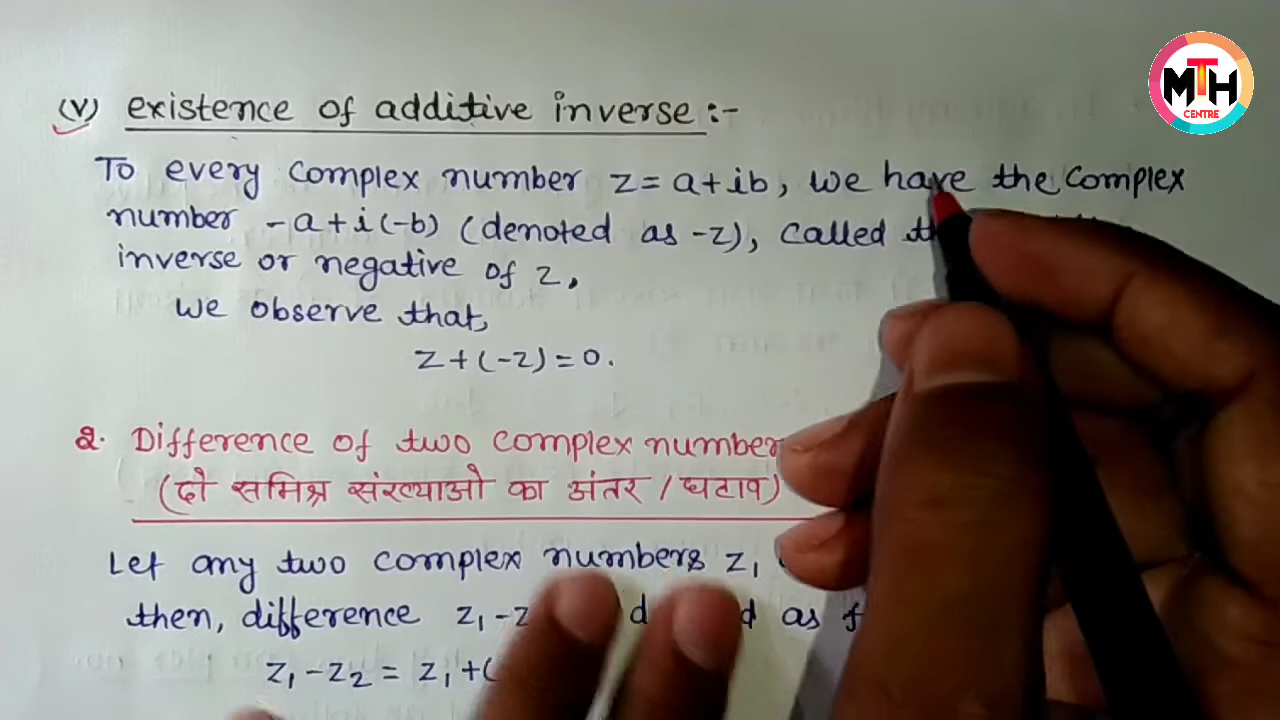 MTH
CENTRE
(V) existence of additive inverse :-
To every complex number z = a + ib, we have the complex
number -a + i(-b) (denoted as -z), called
inverse or negative of z,
we observe that,
z + (-z) = 0.
2. Difference of two complex number
(दो समिश्र संख्याओ का अंतर / घटाव)
Let any two complex numbers z₁
then, difference z₁ - z as
z₁ - z₂ = z₁ + (